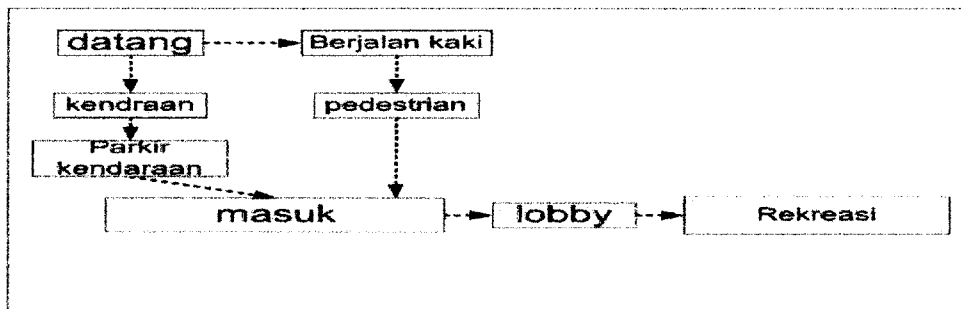 datang
Berjalan kaki
kendraan
pedestrian
Parkir
kendaraan
masuk
lobby
Rekreasi